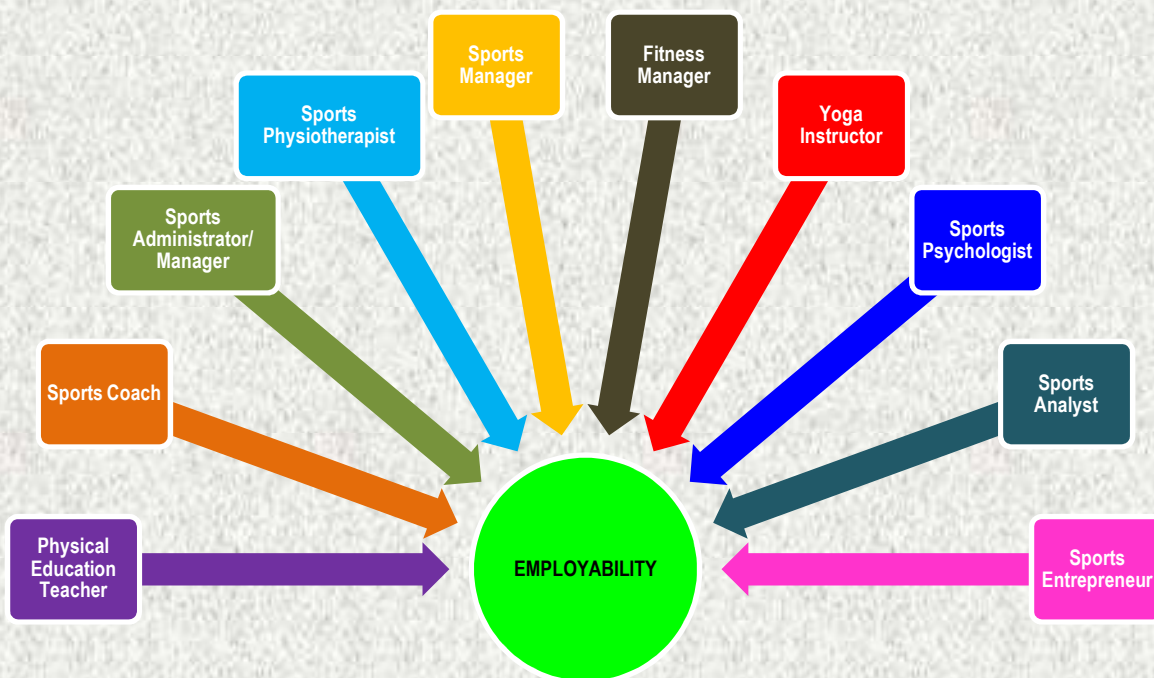 Sports
Manager
Fitness
Manager
Sports
Physiotherapist
Yoga
Instructor
Sports
Administrator/
Manager
Sports
Psychologist
Sports Coach
Sports
Analyst
Physical
Education
Teacher
EMPLOYABILITY
Sports
Entrepreneur